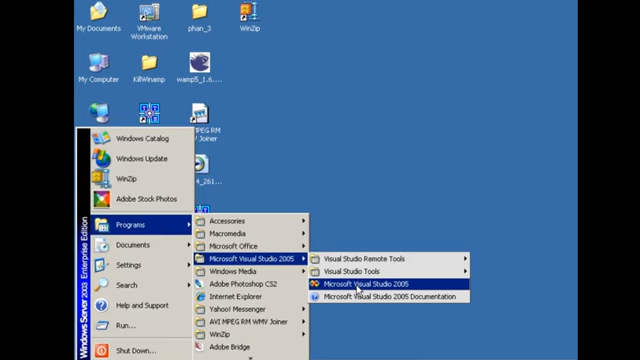 My Documents
VMware
Workstation
phan_3
WinZip
My Computer
KillWinamp
wamp5_1.6....
MPEG RM
Joiner
4_261...
Windows Catalog
Windows Update
WinZip
Adobe Stock Photos
Programs
Documents
Settings
Search
Help and Support
Run...
Shut Down...
Windows Server 2003 Enterprise Edition
Accessories
Macromedia
Microsoft Office
Microsoft Visual Studio 2005
Windows Media
Adobe Photoshop CS2
Internet Explorer
Yahoo! Messenger
AVI MPEG RM WMV Joiner
WinZip
Adobe Bridge
Visual Studio Remote Tools
Visual Studio Tools
Microsoft Visual Studio 2005
Microsoft Visual Studio 2005 Documentation